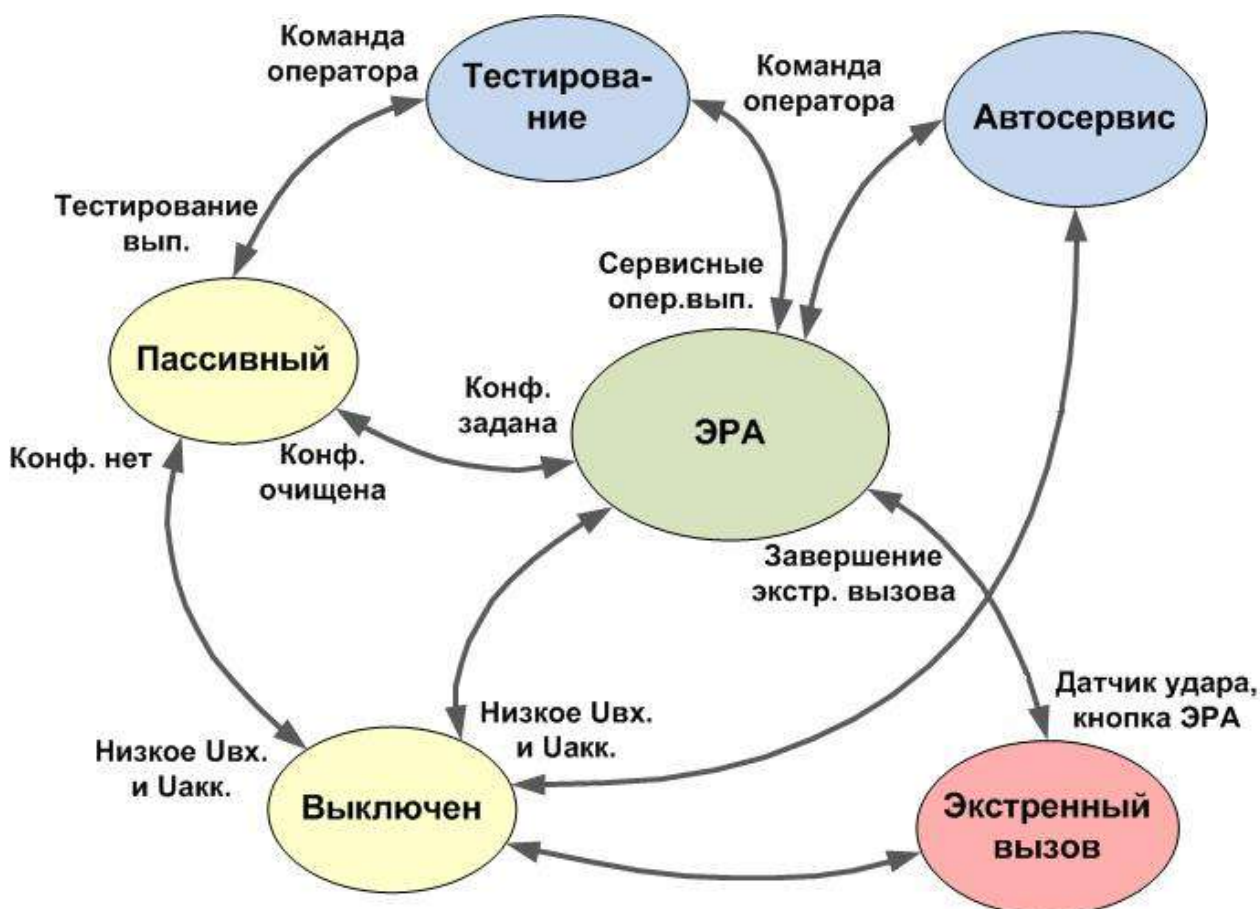 Команда
оператора
Тестирова-
ние
Команда
оператора
Автосервис
Тестирование
вып.
Сервисные
опер.вып.
Пассивный
Конф.
задана
ЭРА
Конф. нет
Конф.
очищена
Завершение
экстр. вызова
Датчик удара,
кнопка ЭРА
Низкое Uвх.
и Uакк.
Низкое Uвх.
и Uакк.
Выключен
Экстренный
вызов